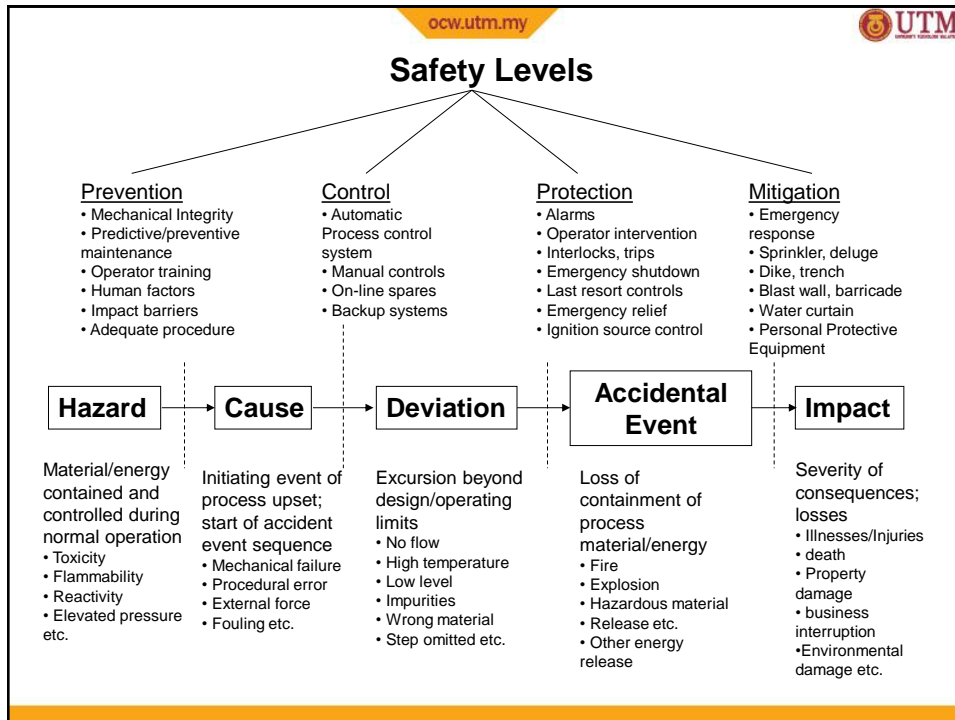 ocw.utm.my
UTM
Safety Levels
Prevention
• Mechanical Integrity
• Predictive/preventive
maintenance
• Operator training
• Human factors
• Impact barriers
• Adequate procedure
Control
• Automatic
Process control
system
• Manual controls
• On-line spares
• Backup systems
Protection
• Alarms
• Operator intervention
• Interlocks, trips
• Emergency shutdown
• Last resort controls
• Emergency relief
• Ignition source control
Mitigation
• Emergency
response
• Sprinkler, deluge
• Dike, trench
• Blast wall, barricade
• Water curtain
• Personal Protective
Equipment
Hazard
Cause
Deviation
Accidental
Event
Impact
Material/energy
contained and
controlled during
normal operation
• Toxicity
• Flammability
• Reactivity
• Elevated pressure
etc.
Initiating event of
process upset;
start of accident
event sequence
• Mechanical failure
• Procedural error
• External force
• Fouling etc.
Excursion beyond
design/operating
limits
• No flow
• High temperature
• Low level
• Impurities
• Wrong material
• Step omitted etc.
Loss of
containment of
process
material/energy
• Fire
• Explosion
• Hazardous material
• Release etc.
• Other energy
release
Severity of
consequences;
losses
• Illnesses/Injuries
• death
• Property
damage
• business
interruption
•Environmental
damage etc.